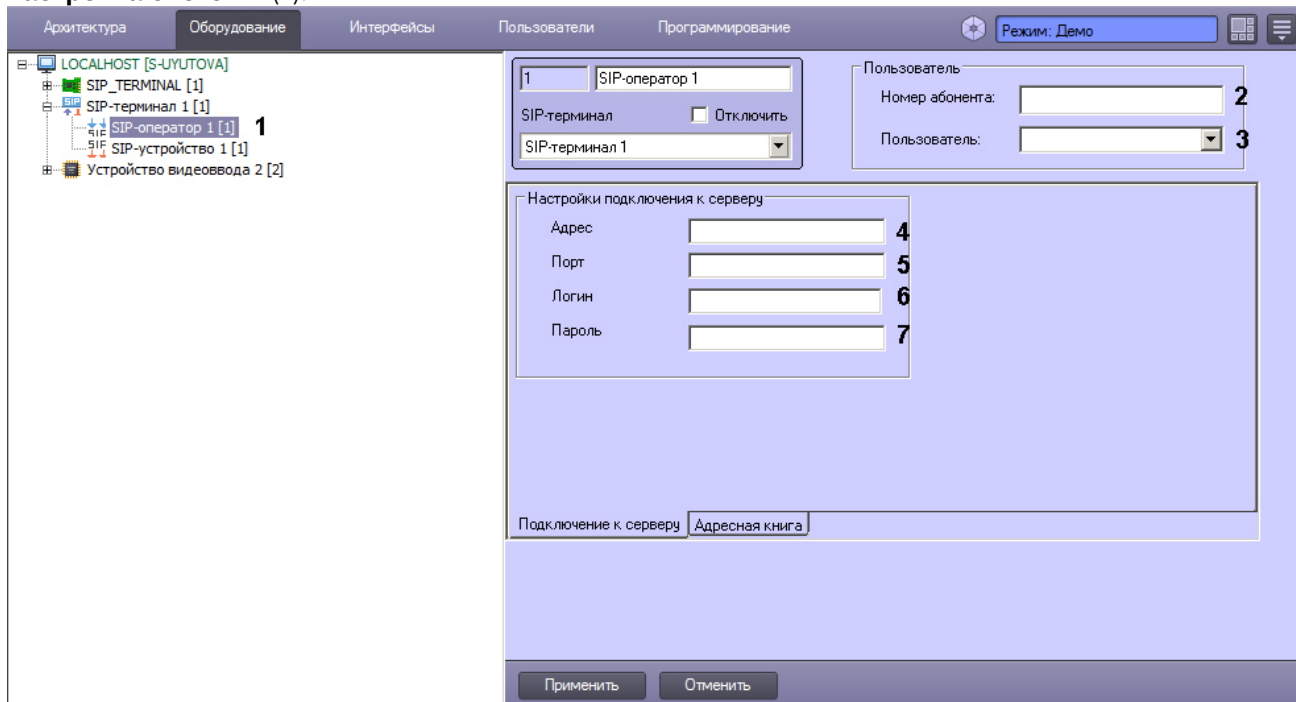 Архитектура Оборудование Интерфейсы Пользователи Программирование Режим: Демо
LOCALHOST [S-UYUTOVA]
SIP_TERMINAL [1]
SIP-терминал 1 [1]
SIP-оператор 1 [1] 1
SIP-устройство 1 [1]
Устройство видеоввода 2 [2]
1 SIP-оператор 1
SIP-терминал Отключить
SIP-терминал 1
Пользователь
Номер абонента: 2
Пользователь: 3
Настройки подключения к серверу
Адрес 4
Порт 5
Логин 6
Пароль 7
Подключение к серверу Адресная книга
Применить Отменить